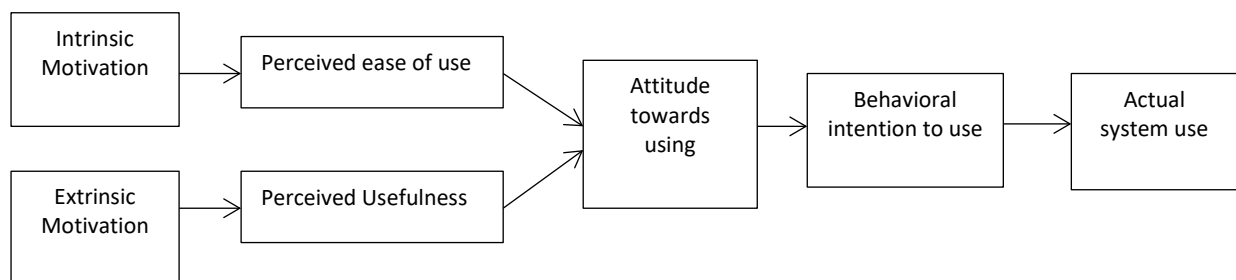 Intrinsic
Motivation
Perceived ease of use
Extrinsic
Motivation
Perceived Usefulness
Attitude
towards
using
Behavioral
intention to use
Actual
system use